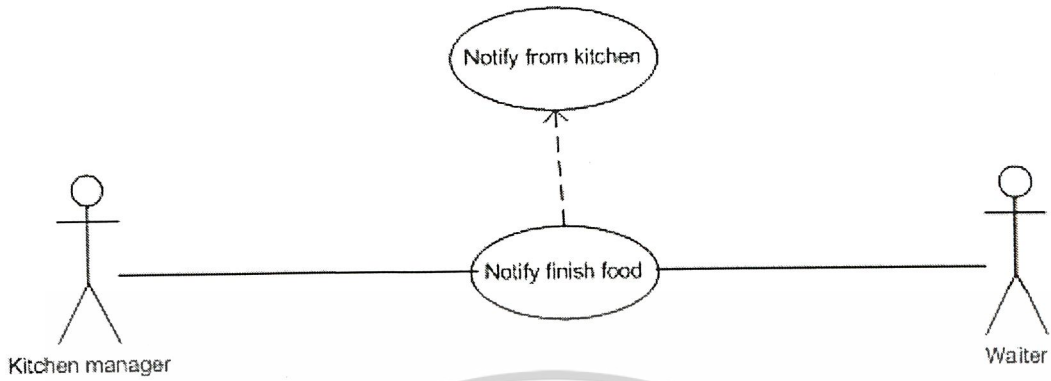 Notify from kitchen
Notify finish food
Kitchen manager
Waiter